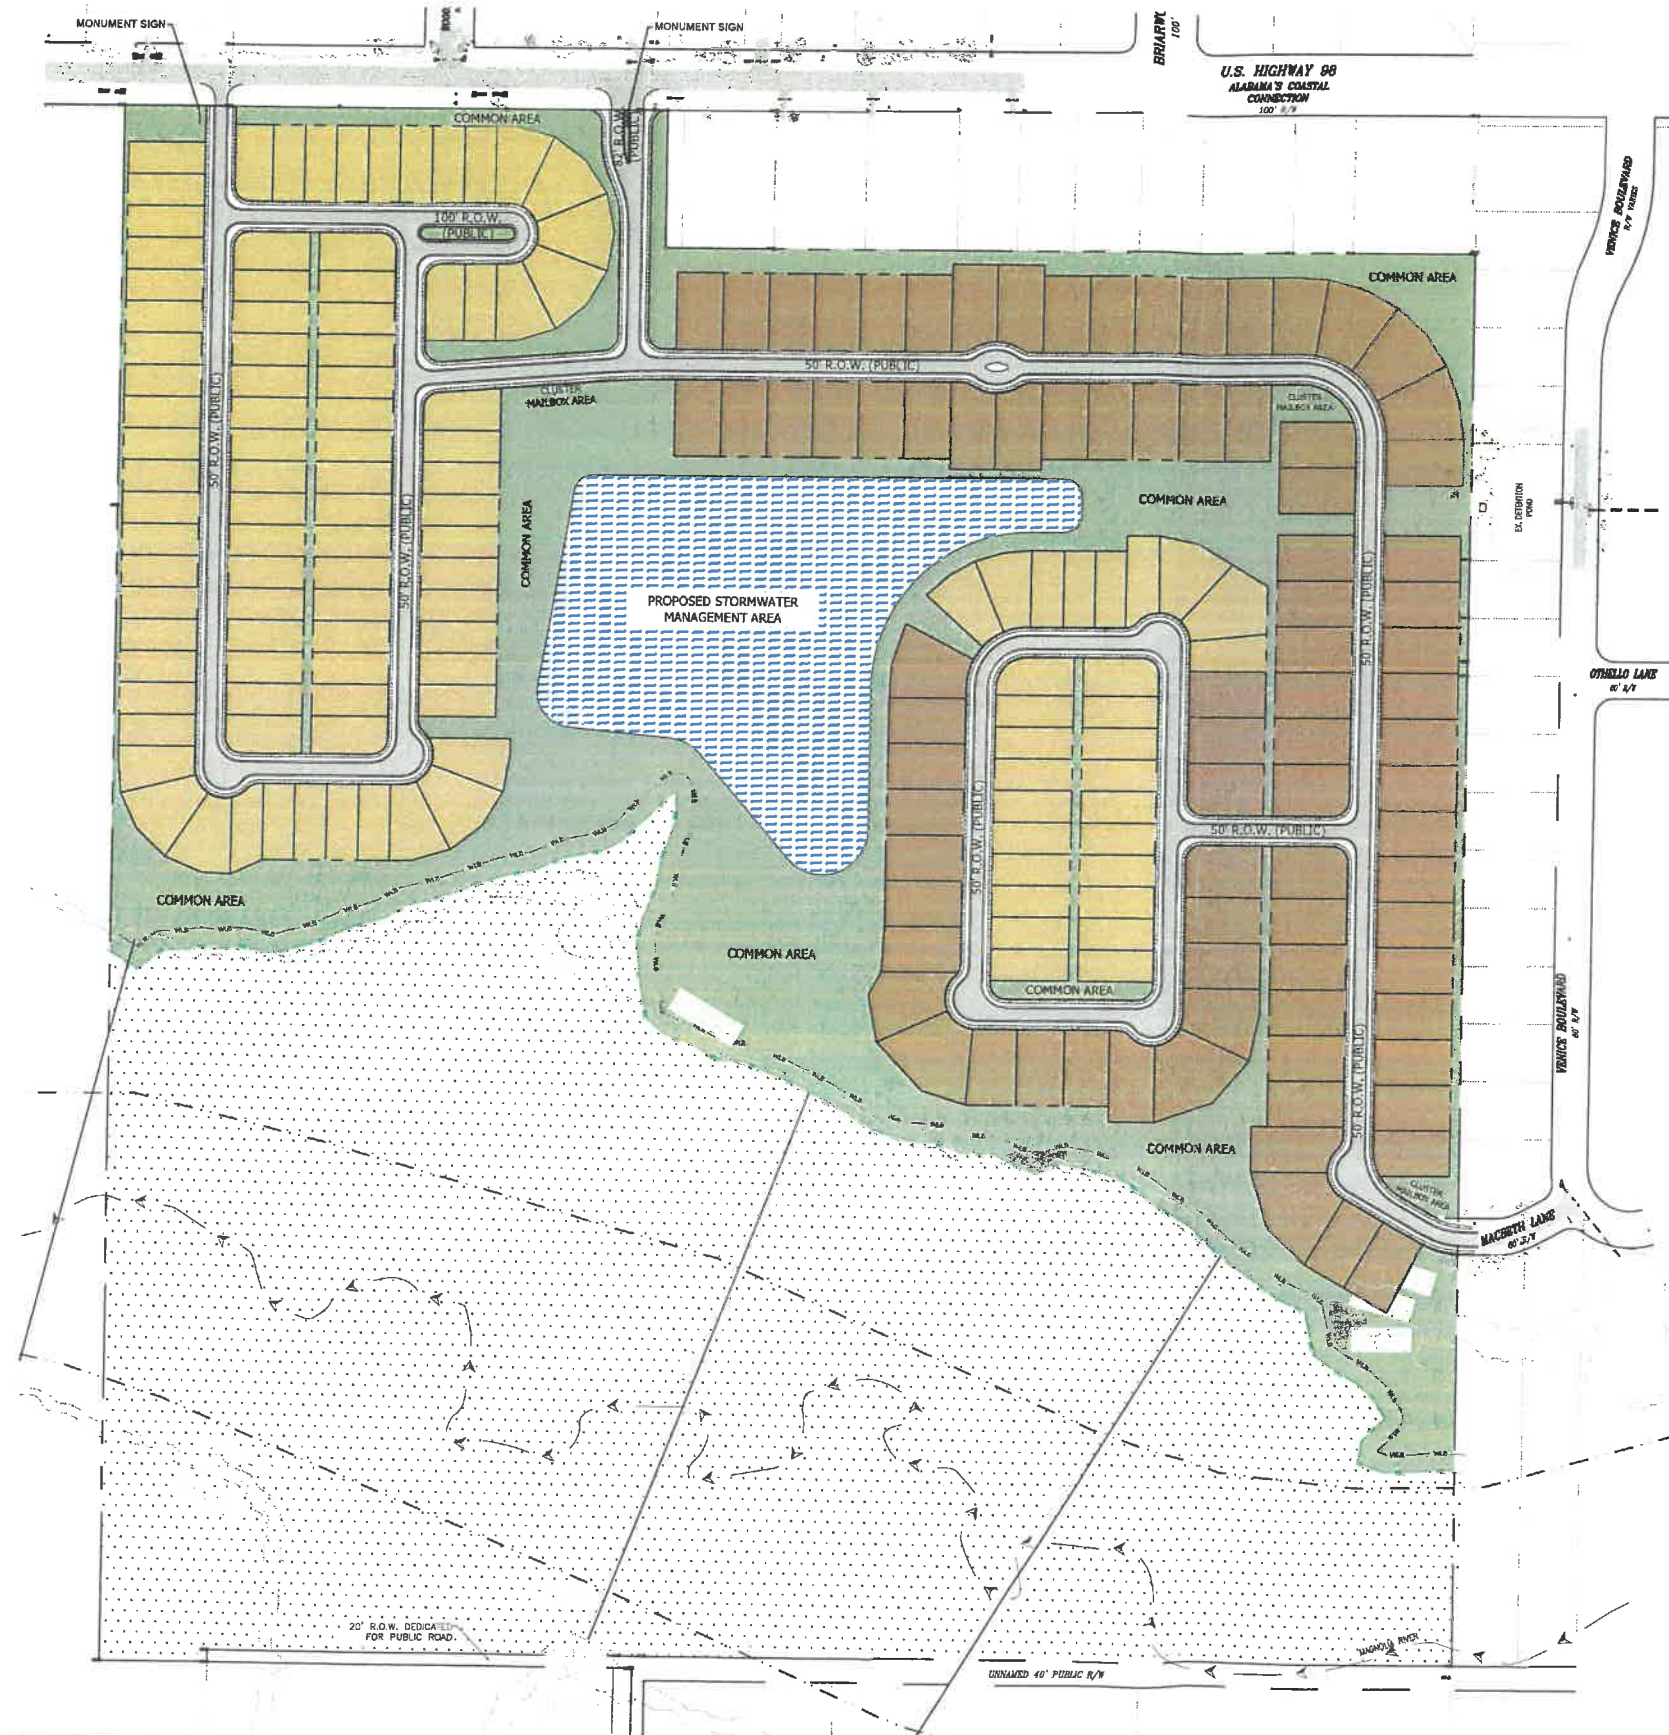 MONUMENT SIGN
MONUMENT SIGN
BRIARW
100'
U.S. HIGHWAY 98
ALABAMA'S COASTAL
CONNECTION
100' R/W
COMMON AREA
82' R.O.W.
(PUBLIC)
VENICE BOULEVARD
R/W VARIES
100' R.O.W.
(PUBLIC)
COMMON AREA
50' R.O.W. (PUBLIC)
CLUSTER
MAILBOX AREA
CLUSTER
MAILBOX AREA
50' R.O.W. (PUBLIC)
COMMON AREA
EX. DETENTION
POND
COMMON AREA
50' R.O.W. (PUBLIC)
PROPOSED STORMWATER
MANAGEMENT AREA
50' R.O.W. (PUBLIC)
OTHELLO LANE
60' R/W
50' R.O.W. (PUBLIC)
50' R.O.W. (PUBLIC)
COMMON AREA
COMMON AREA
COMMON AREA
VENICE BOULEVARD
60' R/W
50' R.O.W. (PUBLIC)
COMMON AREA
CLUSTER
MAILBOX AREA
MACBETH LANE
60' R/W
WLB
20' R.O.W. DEDICATED
FOR PUBLIC ROAD
MAGNOLIA RIVER
UNNAMED 40' PUBLIC R/W